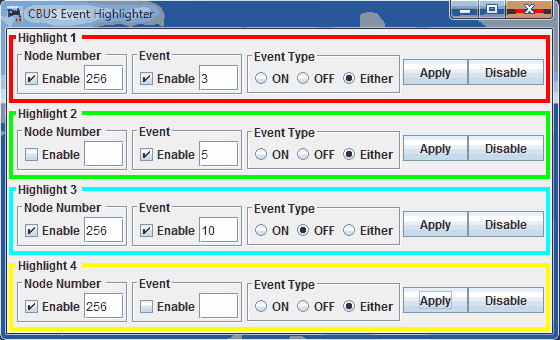 CBUS Event Highlighter
Highlight 1
Node Number Event Event Type
Enable 256 Enable 3 ON OFF Either Apply Disable
Highlight 2
Node Number Event Event Type
Enable Enable 5 ON OFF Either Apply Disable
Highlight 3
Node Number Event Event Type
Enable 256 Enable 10 ON OFF Either Apply Disable
Highlight 4
Node Number Event Event Type
Enable 256 Enable ON OFF Either Apply Disable